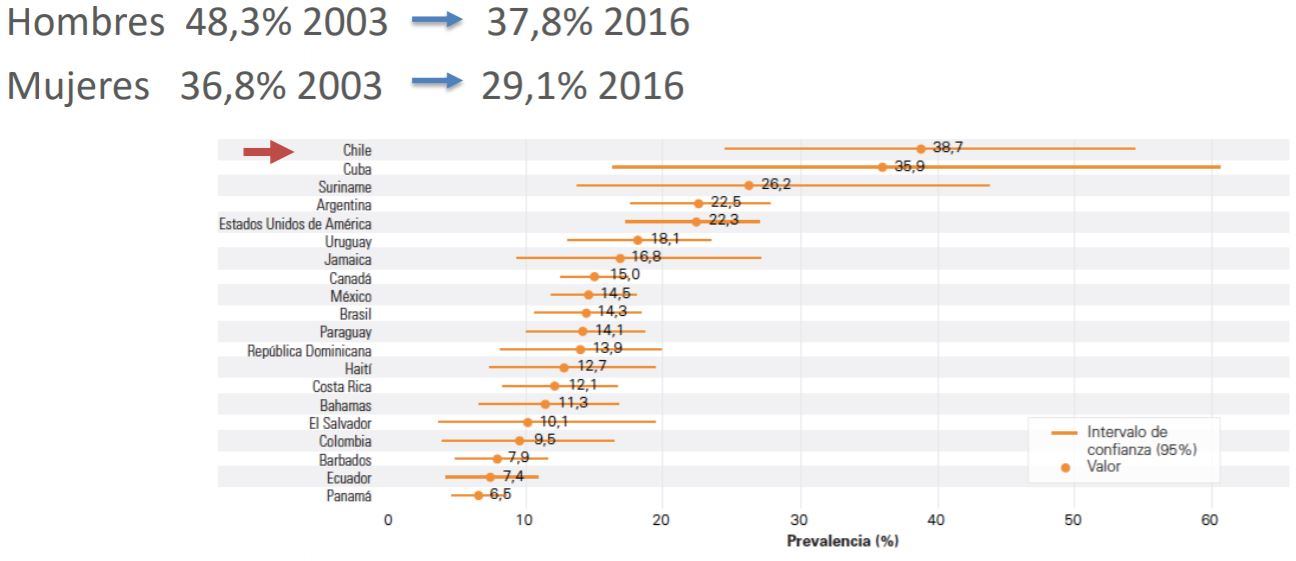 Hombres 48,3% 2003 37,8% 2016
Mujeres 36,8% 2003 29,1% 2016
Chile 38,7
Cuba 35,9
Suriname 26,2
Argentina 22,5
Estados Unidos de América 22,3
Uruguay 18,1
Jamaica 16,8
Canadá 15,0
México 14,5
Brasil 14,3
Paraguay 14,1
República Dominicana 13,9
Haití 12,7
Costa Rica 12,1
Bahamas 11,3
El Salvador 10,1
Colombia 9,5
Barbados 7,9
Ecuador 7,4
Panamá 6,5
Intervalo de
confianza (95%)
Valor
0 10 20 30 40 50 60
Prevalencia (%)